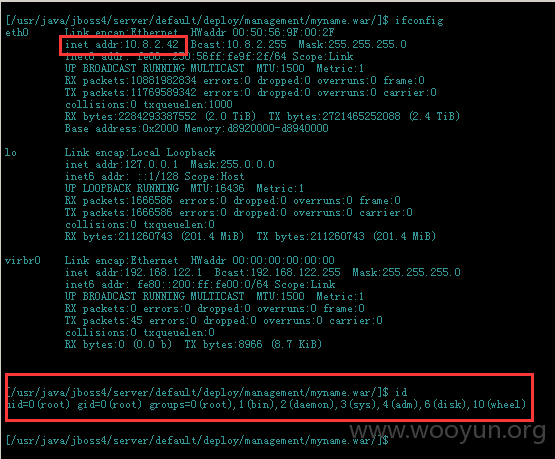 [/usr/java/jboss4/server/default/deploy/management/myname.war/]$ ifconfig
eth0 Link encap:Ethernet HWaddr 00:50:56:9F:00:2F
inet addr:10.8.2.42 Bcast:10.8.2.255 Mask:255.255.255.0
inet6 addr: fe80::250:56ff:fe9f:2f/64 Scope:Link
UP BROADCAST RUNNING MULTICAST MTU:1500 Metric:1
RX packets:10881982834 errors:0 dropped:0 overruns:0 frame:0
TX packets:11769589342 errors:0 dropped:0 overruns:0 carrier:0
collisions:0 txqueuelen:1000
RX bytes:2284293387552 (2.0 TiB) TX bytes:2721465252088 (2.4 TiB)
Base address:0x2000 Memory:d8920000-d8940000
lo Link encap:Local Loopback
inet addr:127.0.0.1 Mask:255.0.0.0
inet6 addr: ::1/128 Scope:Host
UP LOOPBACK RUNNING MTU:16436 Metric:1
RX packets:1666586 errors:0 dropped:0 overruns:0 frame:0
TX packets:1666586 errors:0 dropped:0 overruns:0 carrier:0
collisions:0 txqueuelen:0
RX bytes:211260743 (201.4 MiB) TX bytes:211260743 (201.4 MiB)
virbr0 Link encap:Ethernet HWaddr 00:00:00:00:00:00
inet addr:192.168.122.1 Bcast:192.168.122.255 Mask:255.255.255.0
inet6 addr: fe80::200:ff:fe00:0/64 Scope:Link
UP BROADCAST RUNNING MULTICAST MTU:1500 Metric:1
RX packets:0 errors:0 dropped:0 overruns:0 frame:0
TX packets:45 errors:0 dropped:0 overruns:0 carrier:0
collisions:0 txqueuelen:0
RX bytes:0 (0.0 b) TX bytes:8966 (8.7 KiB)
[/usr/java/jboss4/server/default/deploy/management/myname.war/]$ id
uid=0(root) gid=0(root) groups=0(root),1(bin),2(daemon),3(sys),4(adm),6(disk),10(wheel)
[/usr/java/jboss4/server/default/deploy/management/myname.war/]$
www.wooyun.org